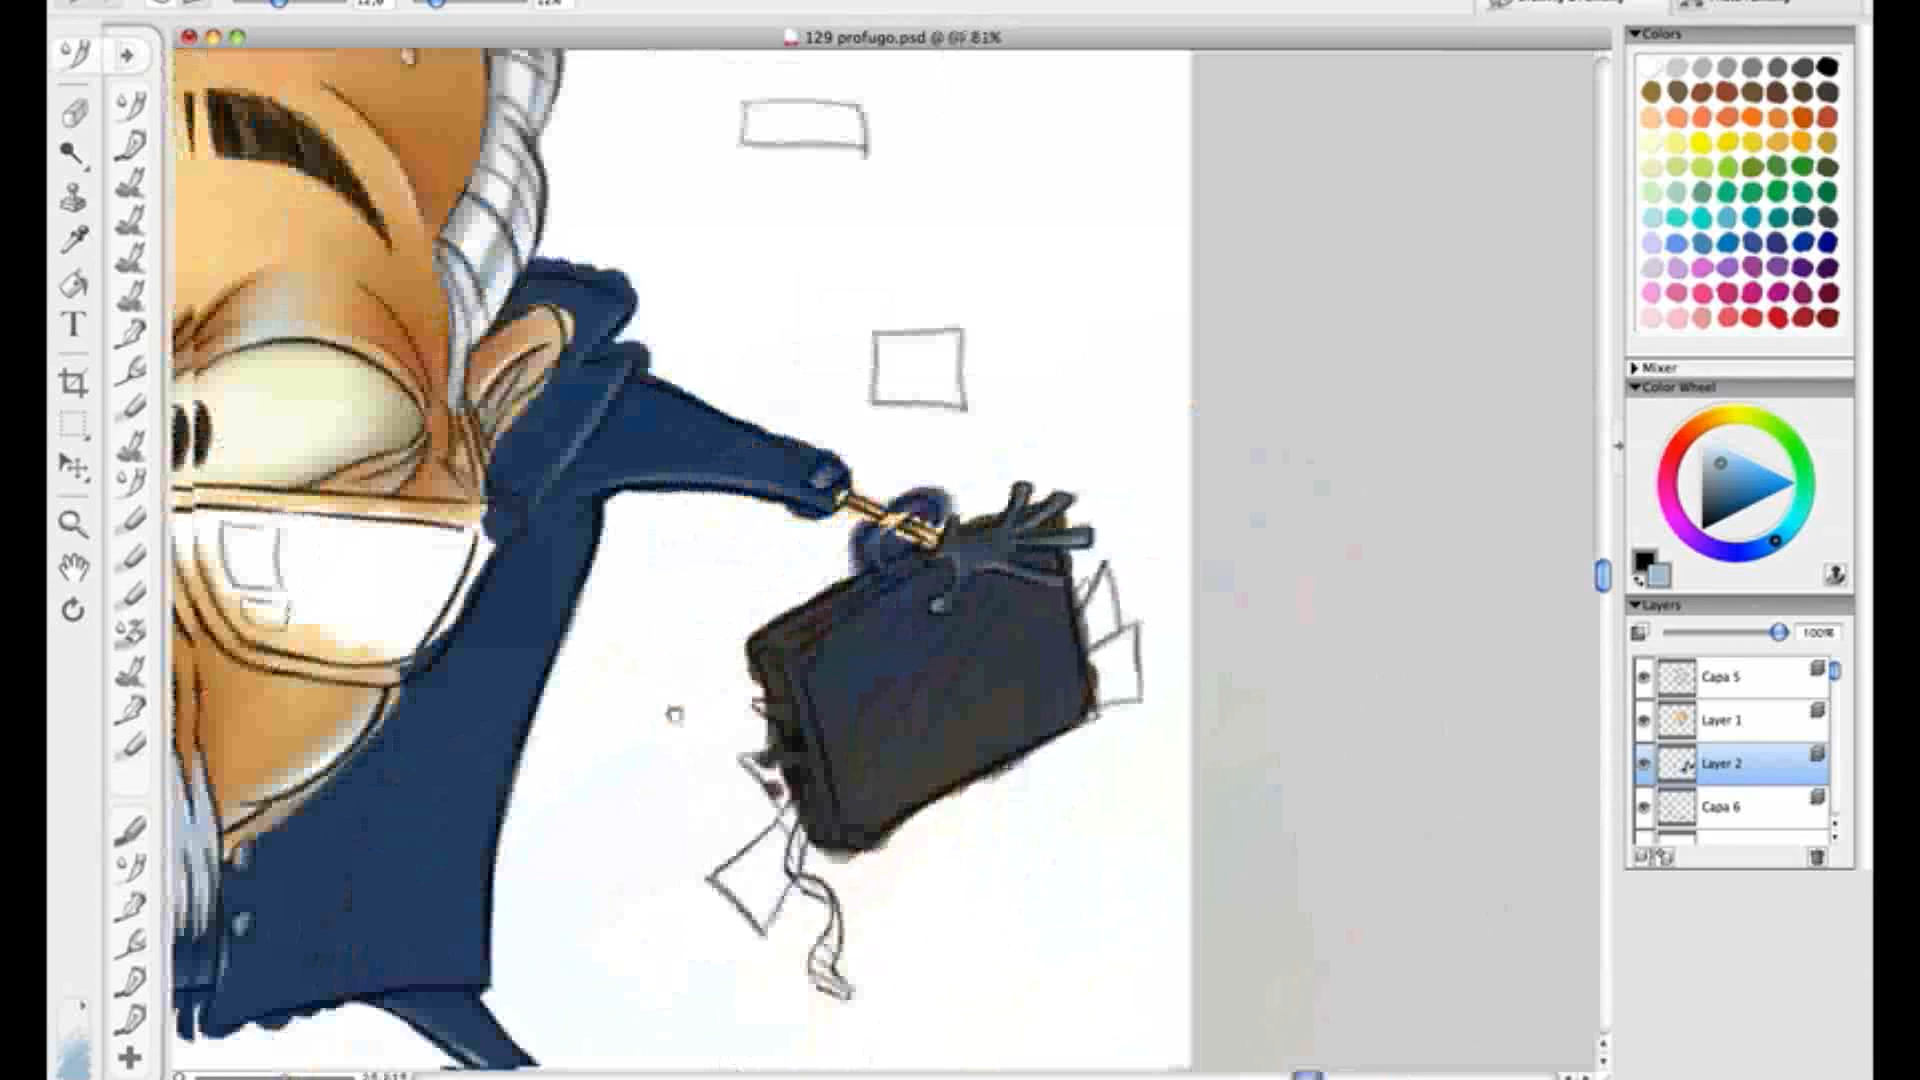 129 profugo.psd @ @ 81%
Colors
Mixer
Color Wheel
Layers
100%
Capa 5
Layer 1
Layer 2
Capa 6
T